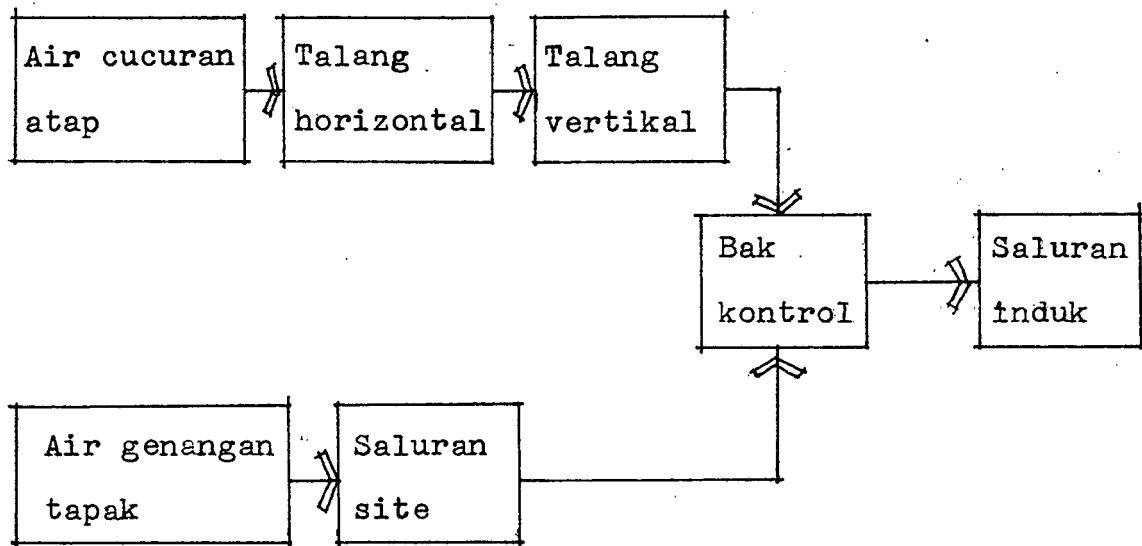 Air cucuran
atap
Talang
horizontal
Talang
vertikal
Bak
kontrol
Saluran
induk
Air genangan
tapak
Saluran
site